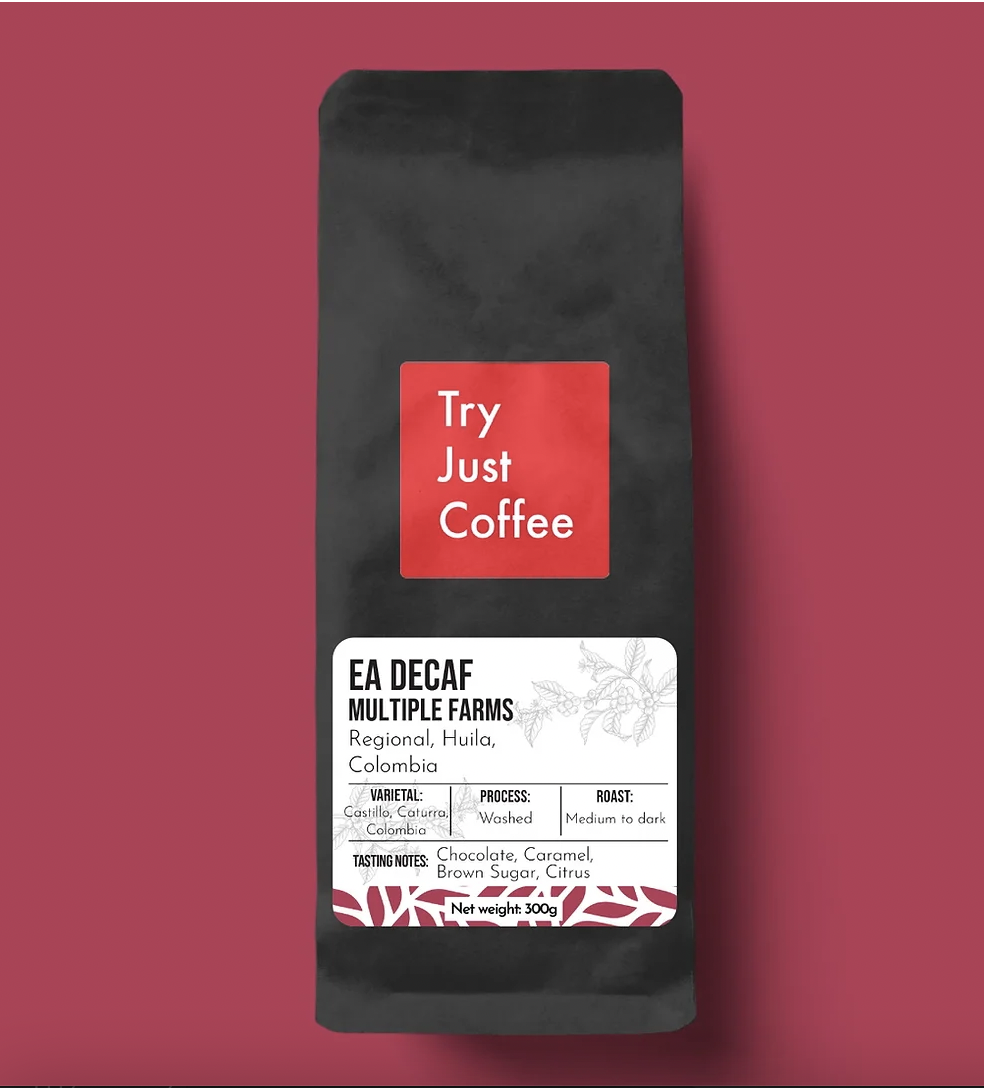 Try
Just
Coffee
EA DECAF
MULTIPLE FARMS
Regional, Huila,
Colombia
VARIETAL:
Castillo, Caturra,
Colombia
PROCESS:
Washed
ROAST:
Medium to dark
TASTING NOTES:
Chocolate, Caramel,
Brown Sugar, Citrus
Net weight: 300g